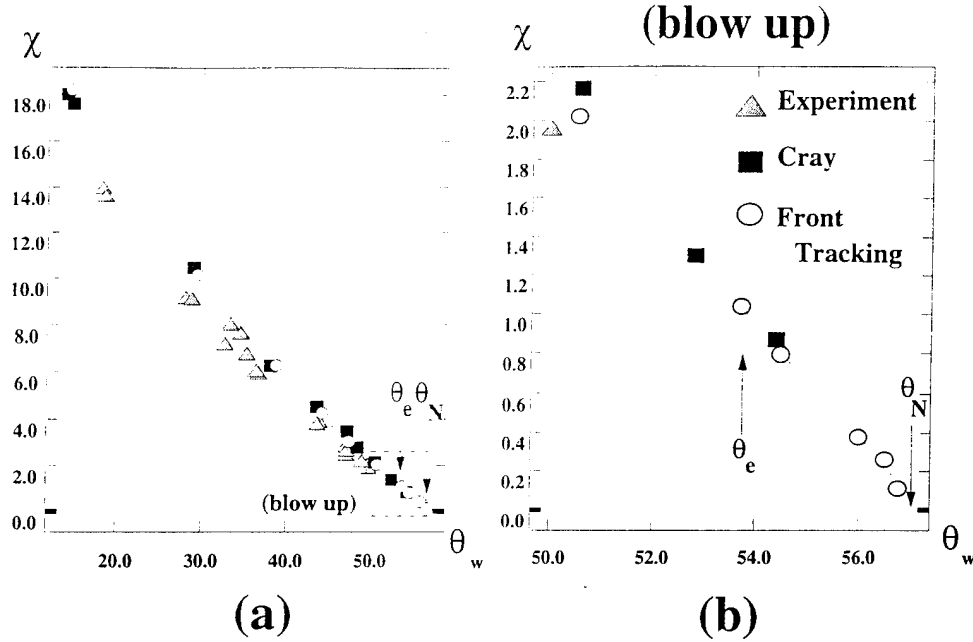 (blow up)
χ
18.0
16.0
14.0
12.0
10.0
8.0
6.0
4.0
2.0
0.0
θe θN
(blow up)
20.0 30.0 40.0 50.0 θw
(a)
χ
2.2
2.0
1.8
1.6
1.4
1.2
1.0
0.8
0.6
0.4
0.2
0.0
Experiment
Cray
Front
Tracking
θe
θN
50.0 52.0 54.0 56.0 θw
(b)